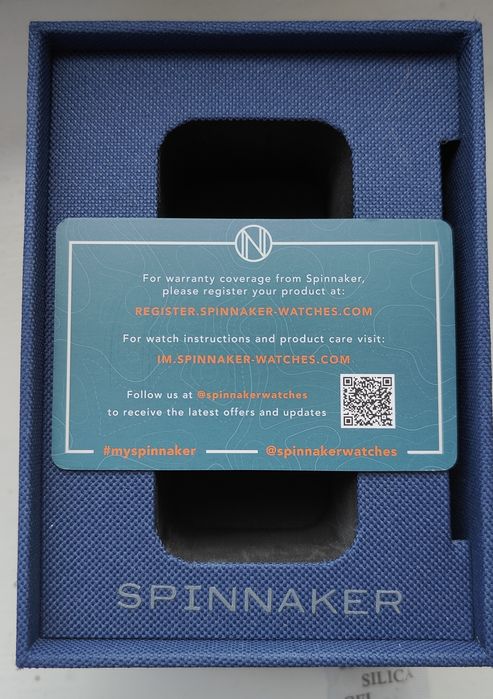 For warranty coverage from Spinnaker,
please register your product at:
REGISTER.SPINNAKER-WATCHES.COM
For watch instructions and product care visit:
IM.SPINNAKER-WATCHES.COM
Follow us at @spinnakerwatches
to receive the latest offers and updates
#myspinnaker @spinnakerwatches
SPINNAKER
SILICA